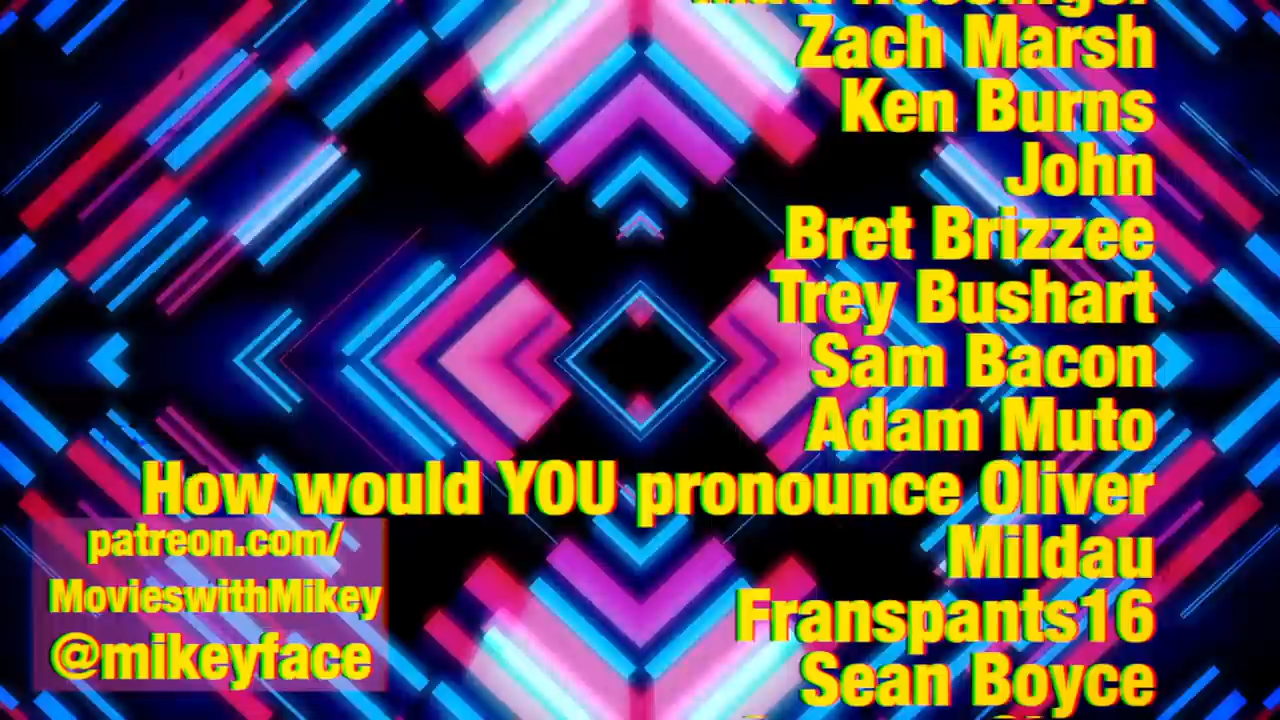 Zach Marsh
Ken Burns
John
Bret Brizzee
Trey Bushart
Sam Bacon
Adam Muto
How would YOU pronounce Oliver
Mildau
Franspants16
Sean Boyce
patreon.com/
MovieswithMikey
@mikeyface